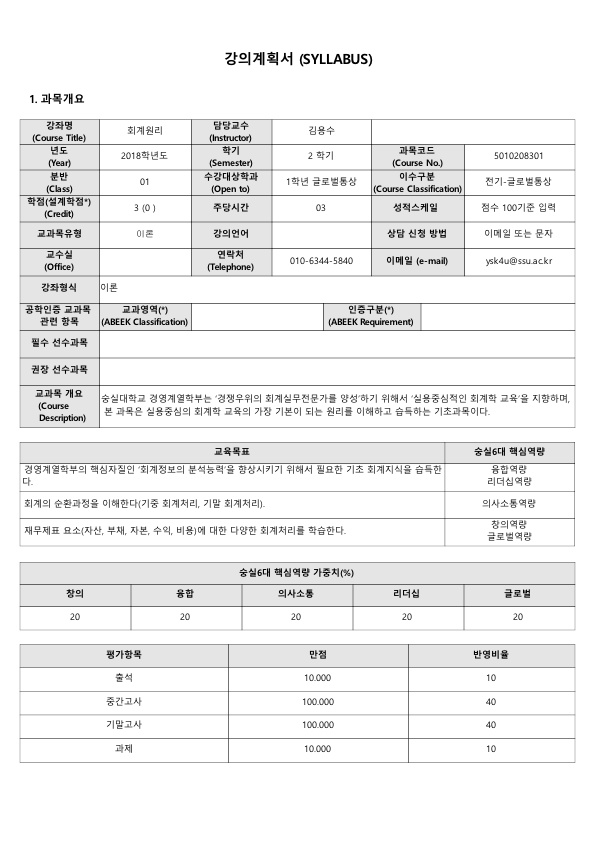 강의계획서 (SYLLABUS)
1. 과목개요
강좌명 회계원리 담당교수 김용수
(Course Title) (Instructor)
년도 2018학년도 학기 2 학기 과목코드 5010208301
(Year) (Semester) (Course No.)
분반 01 수강대상학과 1학년 글로벌통상 이수구분 전기-글로벌통상
(Class) (Open to) (Course Classification)
학점(설계학점*) 3 (0 ) 주당시간 03 성적스케일 점수 100기준 입력
(Credit)
교과목유형 이론 강의언어 상담 신청 방법 이메일 또는 문자
교수실 연락처 010-6344-5840 이메일 (e-mail) ysk4u@ssu.ac.kr
(Office) (Telephone)
강좌형식 이론
공학인증 교과목 교과영역(*) 인증구분(*)
관련 항목 (ABEEK Classification) (ABEEK Requirement)
필수 선수과목
권장 선수과목
교과목 개요 숭실대학교 경영계열학부는 '경쟁우위의 회계실무전문가를 양성'하기 위해서 '실용중심적인 회계학 교육'을 지향하며,
(Course 본 과목은 실용중심의 회계학 교육의 가장 기본이 되는 원리를 이해하고 습득하는 기초과목이다.
Description)
교육목표 숭실6대 핵심역량
경영계열학부의 핵심자질인 '회계정보의 분석능력'을 향상시키기 위해서 필요한 기초 회계지식을 습득한 융합역량
다. 리더십역량
회계의 순환과정을 이해한다(기중 회계처리, 기말 회계처리). 의사소통역량
재무제표 요소(자산, 부채, 자본, 수익, 비용)에 대한 다양한 회계처리를 학습한다. 창의역량
글로벌역량
숭실6대 핵심역량 가중치(%)
창의 융합 의사소통 리더십 글로벌
20 20 20 20 20
평가항목 만점 반영비율
출석 10.000 10
중간고사 100.000 40
기말고사 100.000 40
과제 10.000 10